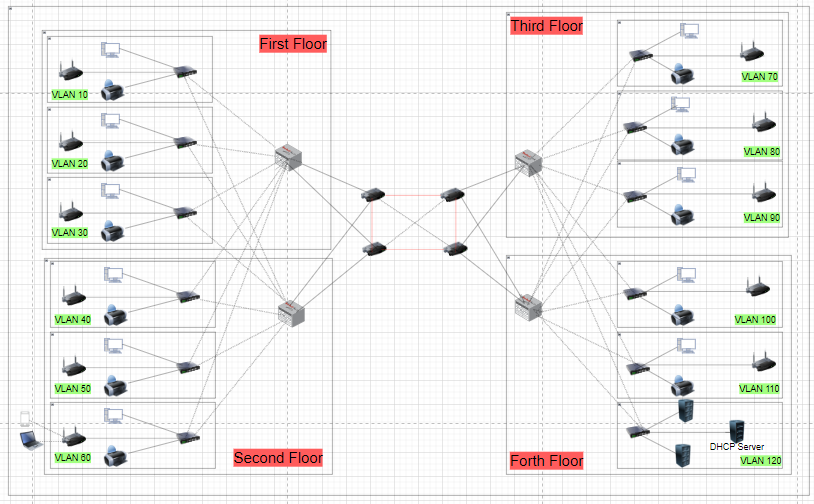 First Floor
VLAN 10
VLAN 20
VLAN 30
VLAN 40
VLAN 50
VLAN 60
Second Floor
Third Floor
VLAN 70
VLAN 80
VLAN 90
VLAN 100
VLAN 110
DHCP Server
VLAN 120
Forth Floor